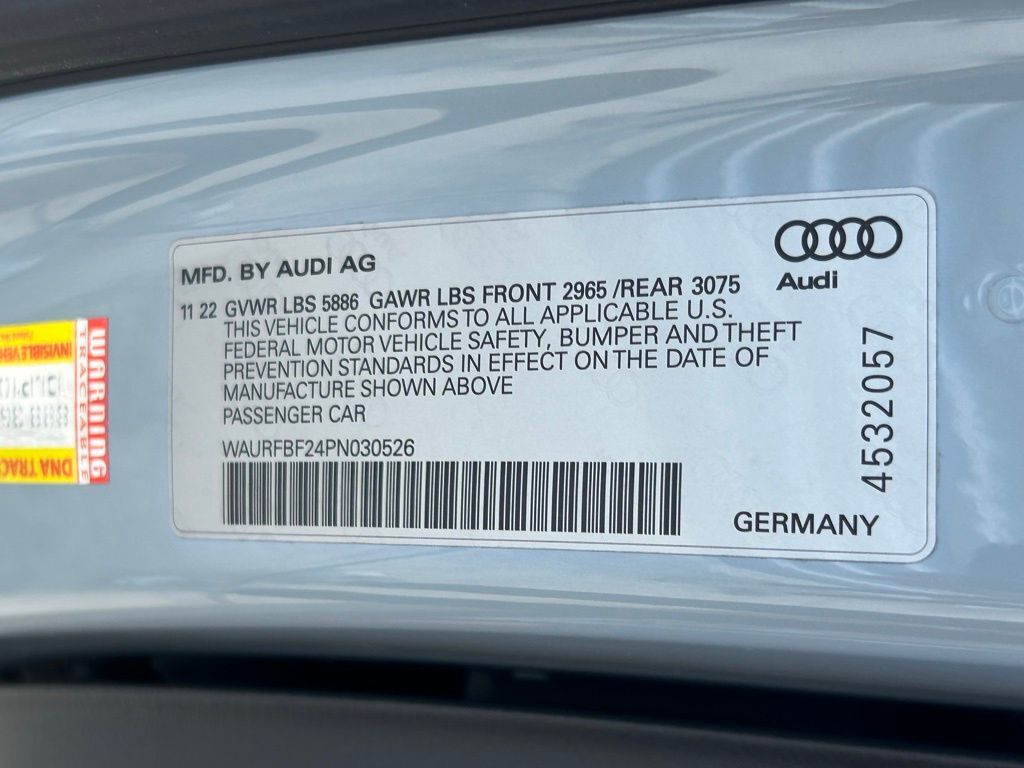 MFD. BY AUDI AG
Audi
11 22 GVWR LBS 5886 GAWR LBS FRONT 2965 /REAR 3075
THIS VEHICLE CONFORMS TO ALL APPLICABLE U.S.
FEDERAL MOTOR VEHICLE SAFETY, BUMPER AND THEFT
PREVENTION STANDARDS IN EFFECT ON THE DATE OF
MANUFACTURE SHOWN ABOVE
PASSENGER CAR
WAURFBF24PN030526
GERMANY
4532057
WARNING
TRACEABLE
DNA